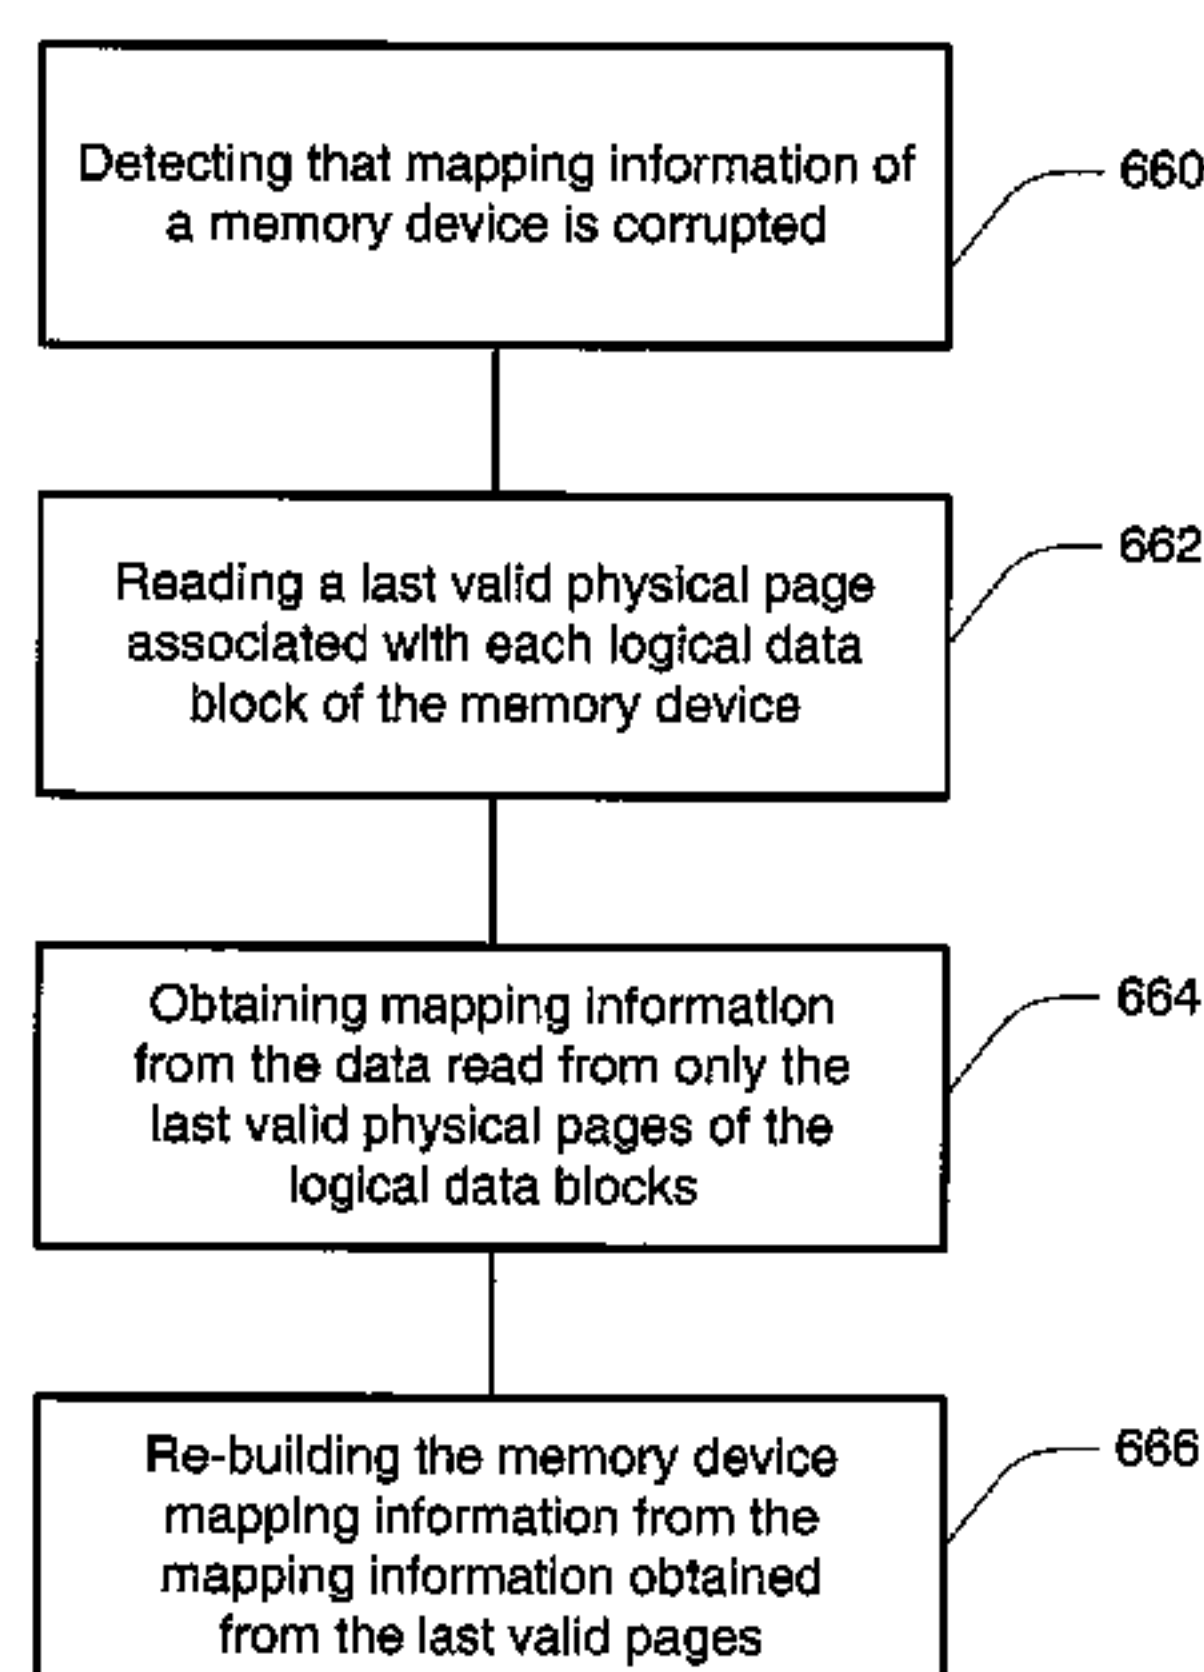 Detecting that mapping information of
a memory device is corrupted
660
Reading a last valid physical page
associated with each logical data
block of the memory device
662
Obtaining mapping information
from the data read from only the
last valid physical pages of the
logical data blocks
664
Re-building the memory device
mapping information from the
mapping information obtained
from the last valid pages
666